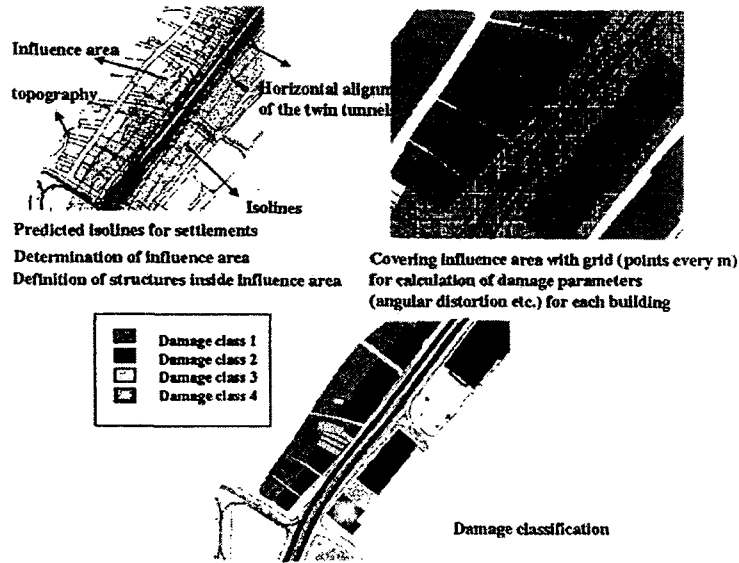 Influence area
topography
Horizontal alignm
of the twin tunnels
Isolines
Predicted isolines for settlements
Determination of influence area
Definition of structures inside Influence area
Covering influence area with grid (points every m)
for calculation of damage parameters
(angular distortion etc.) for each building
Damage class 1
Damage class 2
Damage class 3
Damage class 4
Damage classification